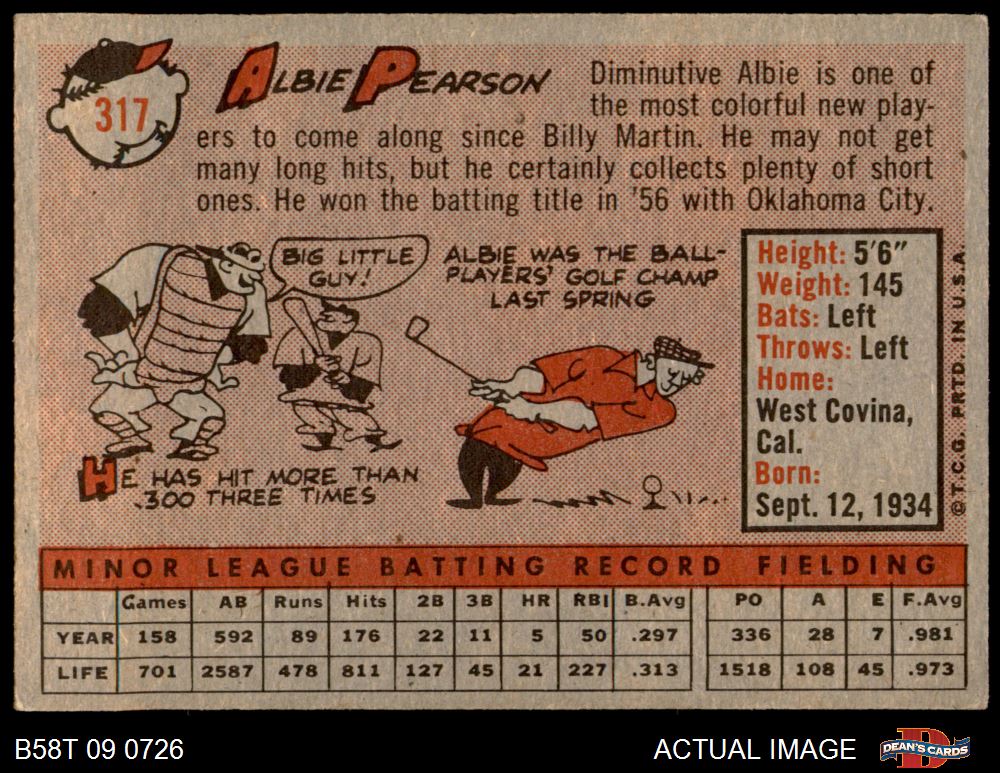 317
ALBIE PEARSON
Diminutive Albie is one of
the most colorful new play-
ers to come along since Billy Martin. He may not get
many long hits, but he certainly collects plenty of short
ones. He won the batting title in '56 with Oklahoma City.
BIG LITTLE
GUY!
ALBIE WAS THE BALL-
PLAYERS' GOLF CHAMP
LAST SPRING
HE HAS HIT MORE THAN
.300 THREE TIMES
Height: 5'6"
Weight: 145
Bats: Left
Throws: Left
Home:
West Covina,
Cal.
Born:
Sept. 12, 1934
© T.C.G. PRTD. IN U.S.A.
MINOR LEAGUE BATTING RECORD FIELDING
Games AB Runs Hits 2B 3B HR RBI B.Avg PO A E F.Avg
YEAR 158 592 89 176 22 11 5 50 .297 336 28 7 .981
LIFE 701 2587 478 811 127 45 21 227 .313 1518 108 45 .973
B58T 09 0726
ACTUAL IMAGE
DEAN'S CARDS